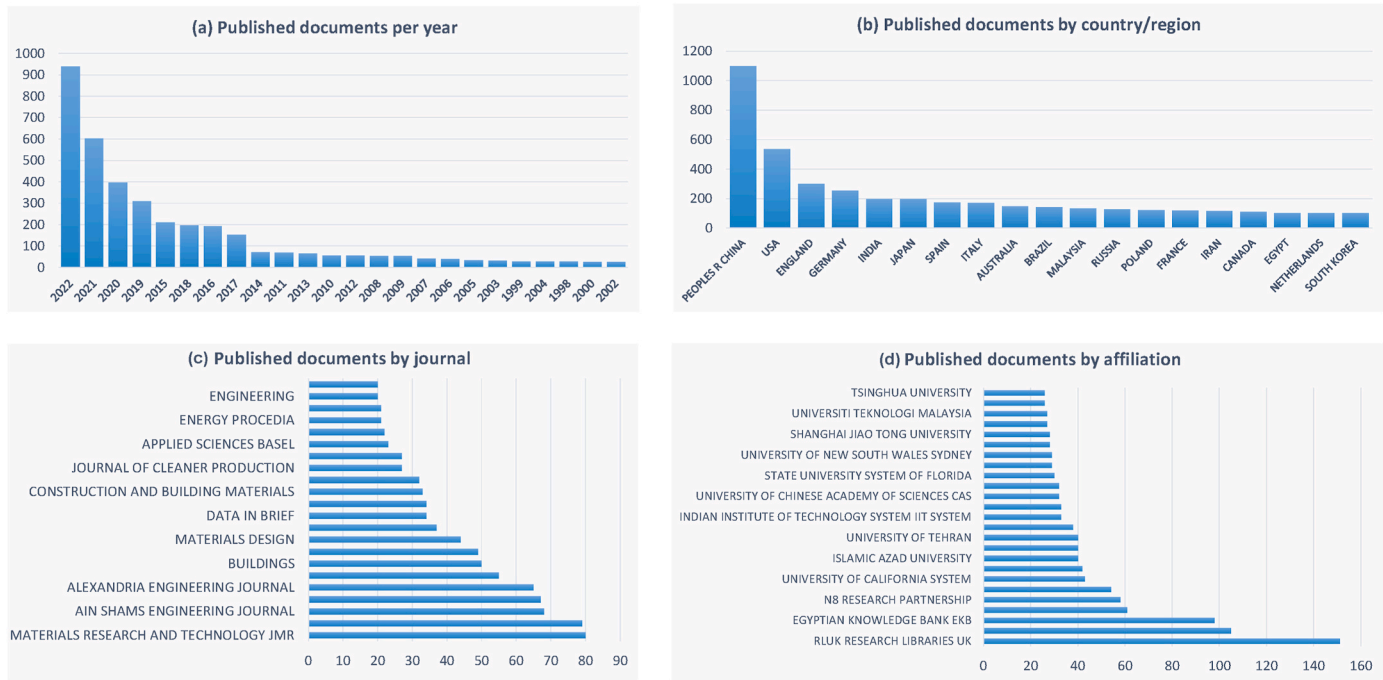 (a) Published documents per year
1000
900
800
700
600
500
400
300
200
100
0
2022 2021 2020 2019 2015 2018 2016 2017 2014 2011 2013 2010 2012 2008 2009 2007 2006 2005 2003 1999 2004 1998 2000 2002
(b) Published documents by country/region
1200
1000
800
600
400
200
0
PEOPLES R CHINA USA ENGLAND GERMANY INDIA JAPAN SPAIN ITALY AUSTRALIA BRAZIL MALAYSIA RUSSIA POLAND FRANCE IRAN CANADA EGYPT NETHERLANDS SOUTH KOREA
(c) Published documents by journal
ENGINEERING
ENERGY PROCEDIA
APPLIED SCIENCES BASEL
JOURNAL OF CLEANER PRODUCTION
CONSTRUCTION AND BUILDING MATERIALS
DATA IN BRIEF
MATERIALS DESIGN
BUILDINGS
ALEXANDRIA ENGINEERING JOURNAL
AIN SHAMS ENGINEERING JOURNAL
MATERIALS RESEARCH AND TECHNOLOGY JMR
0 10 20 30 40 50 60 70 80 90
(d) Published documents by affiliation
TSINGHUA UNIVERSITY
UNIVERSITI TEKNOLOGI MALAYSIA
SHANGHAI JIAO TONG UNIVERSITY
UNIVERSITY OF NEW SOUTH WALES SYDNEY
STATE UNIVERSITY SYSTEM OF FLORIDA
UNIVERSITY OF CHINESE ACADEMY OF SCIENCES CAS
INDIAN INSTITUTE OF TECHNOLOGY SYSTEM IIT SYSTEM
UNIVERSITY OF TEHRAN
ISLAMIC AZAD UNIVERSITY
UNIVERSITY OF CALIFORNIA SYSTEM
N8 RESEARCH PARTNERSHIP
EGYPTIAN KNOWLEDGE BANK EKB
RLUK RESEARCH LIBRARIES UK
0 20 40 60 80 100 120 140 160